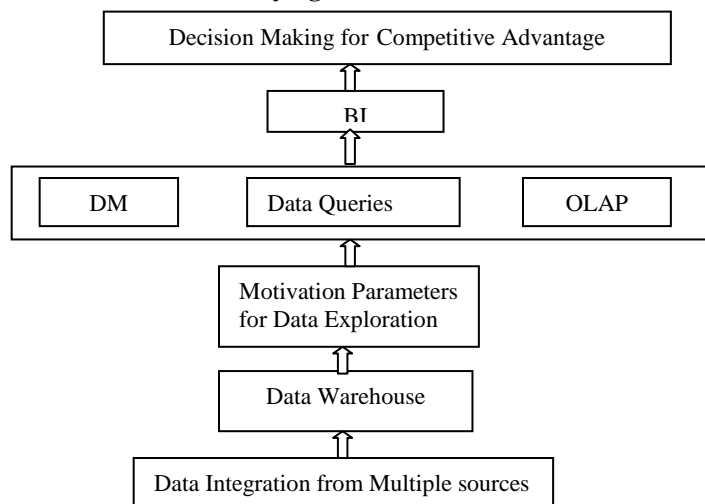 Decision Making for Competitive Advantage
BI
DM
Data Queries
OLAP
Motivation Parameters
for Data Exploration
Data Warehouse
Data Integration from Multiple sources